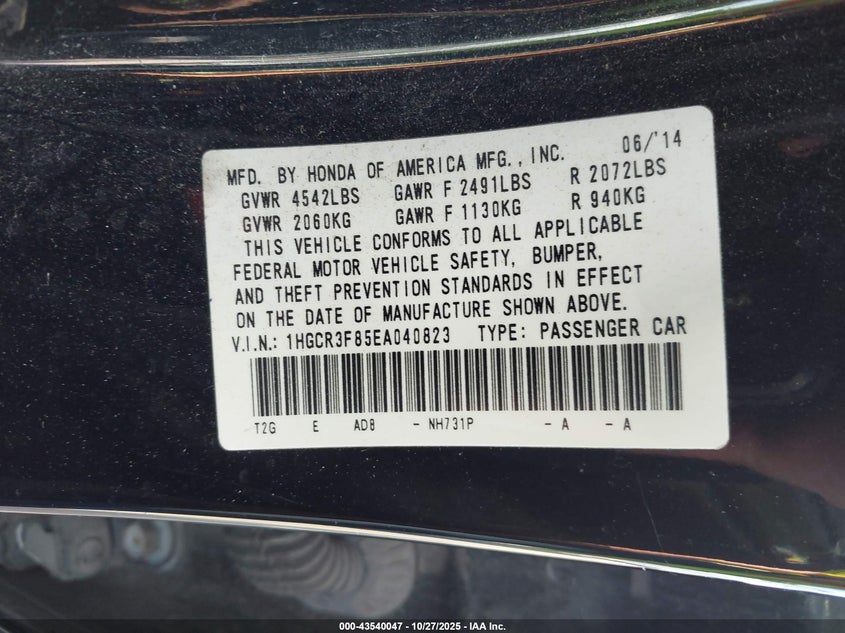 MFD. BY HONDA OF AMERICA MFG., INC. 06/'14
GVWR 4542LBS GAWR F 2491LBS R 2072LBS
GVWR 2060KG GAWR F 1130KG R 940KG
THIS VEHICLE CONFORMS TO ALL APPLICABLE
FEDERAL MOTOR VEHICLE SAFETY, BUMPER,
AND THEFT PREVENTION STANDARDS IN EFFECT
ON THE DATE OF MANUFACTURE SHOWN ABOVE.
V.I.N.: 1HGCR3F85EA040823 TYPE: PASSENGER CAR
T2G E AD8 - NH731P - A - A
000-43540047 - 10/27/2025 - IAA Inc.